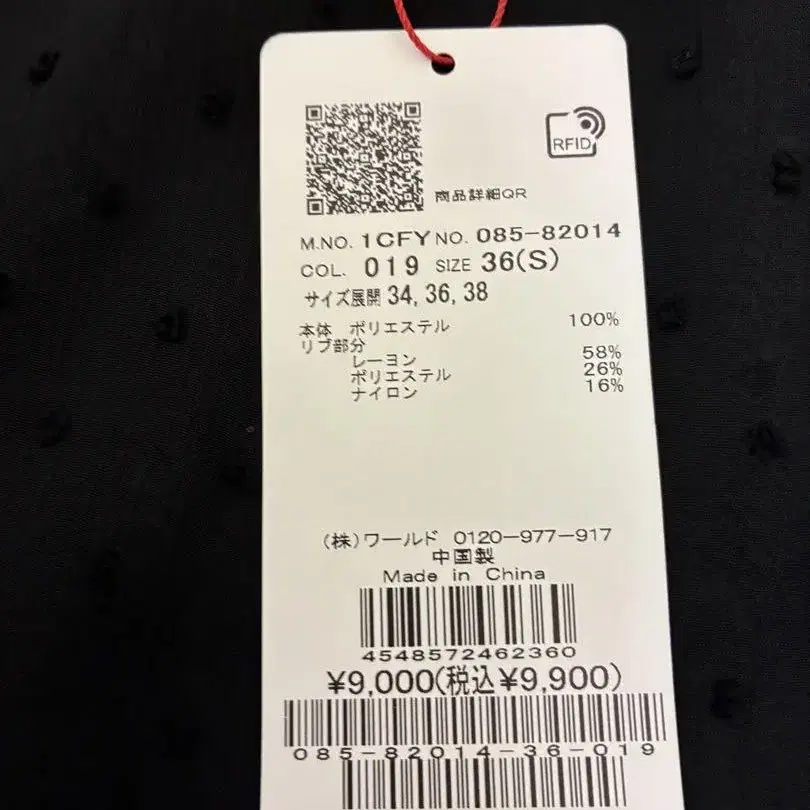 RFID
商品詳細QR
M.NO. 1CFY NO. 085-82014
COL. 019 SIZE 36(S)
サイズ展開 34, 36, 38
本体 ポリエステル 100%
リブ部分
レーヨン 58%
ポリエステル 26%
ナイロン 16%
(株)ワールド 0120-977-917
中国製
Made in China
4548572462360
¥9,000(税込¥9,900)
085-82014-36-019